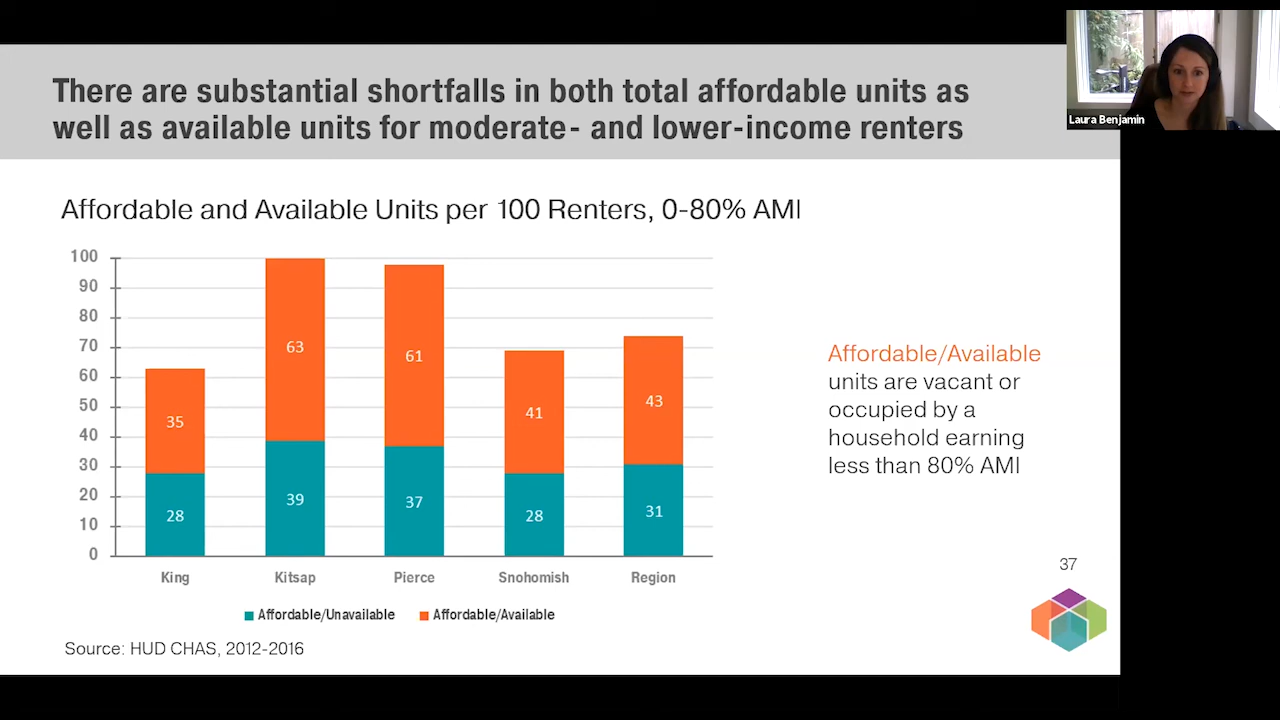 There are substantial shortfalls in both total affordable units as
well as available units for moderate- and lower-income renters
Laura Benjamin
Affordable and Available Units per 100 Renters, 0-80% AMI
100
90
80
70
60
50
40
30
20
10
0
35
28
63
39
61
37
41
28
43
31
King
Kitsap
Pierce
Snohomish
Region
Affordable/Unavailable
Affordable/Available
Affordable/Available
units are vacant or
occupied by a
household earning
less than 80% AMI
37
Source: HUD CHAS, 2012-2016